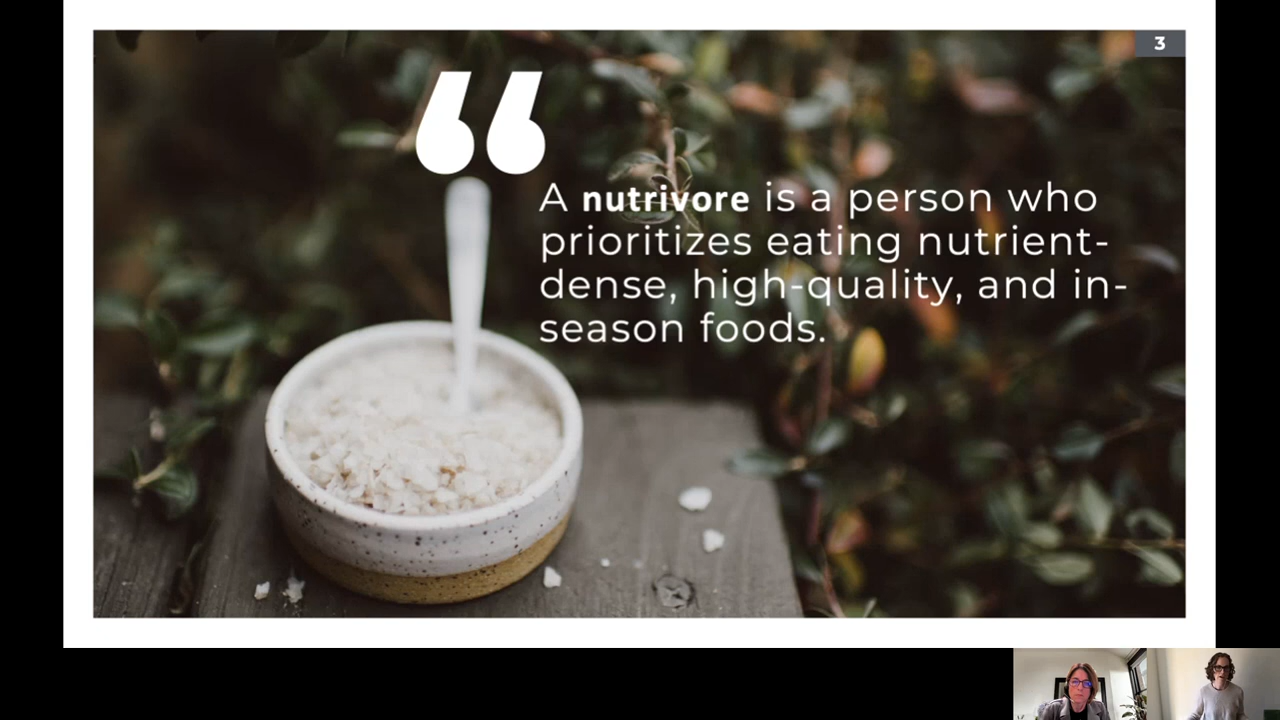 3
“
A nutrivore is a person who
prioritizes eating nutrient-
dense, high-quality, and in-
season foods.